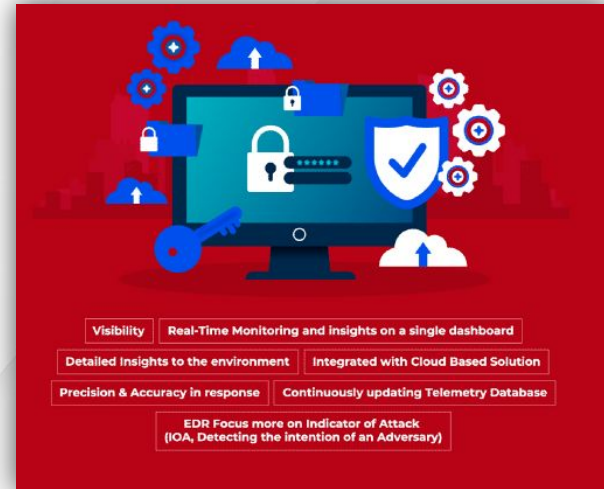 Visibility
Real-Time Monitoring and insights on a single dashboard
Detailed Insights to the environment
Integrated with Cloud Based Solution
Precision & Accuracy in response
Continuously updating Telemetry Database
EDR Focus more on Indicator of Attack
(IOA, Detecting the intention of an Adversary)